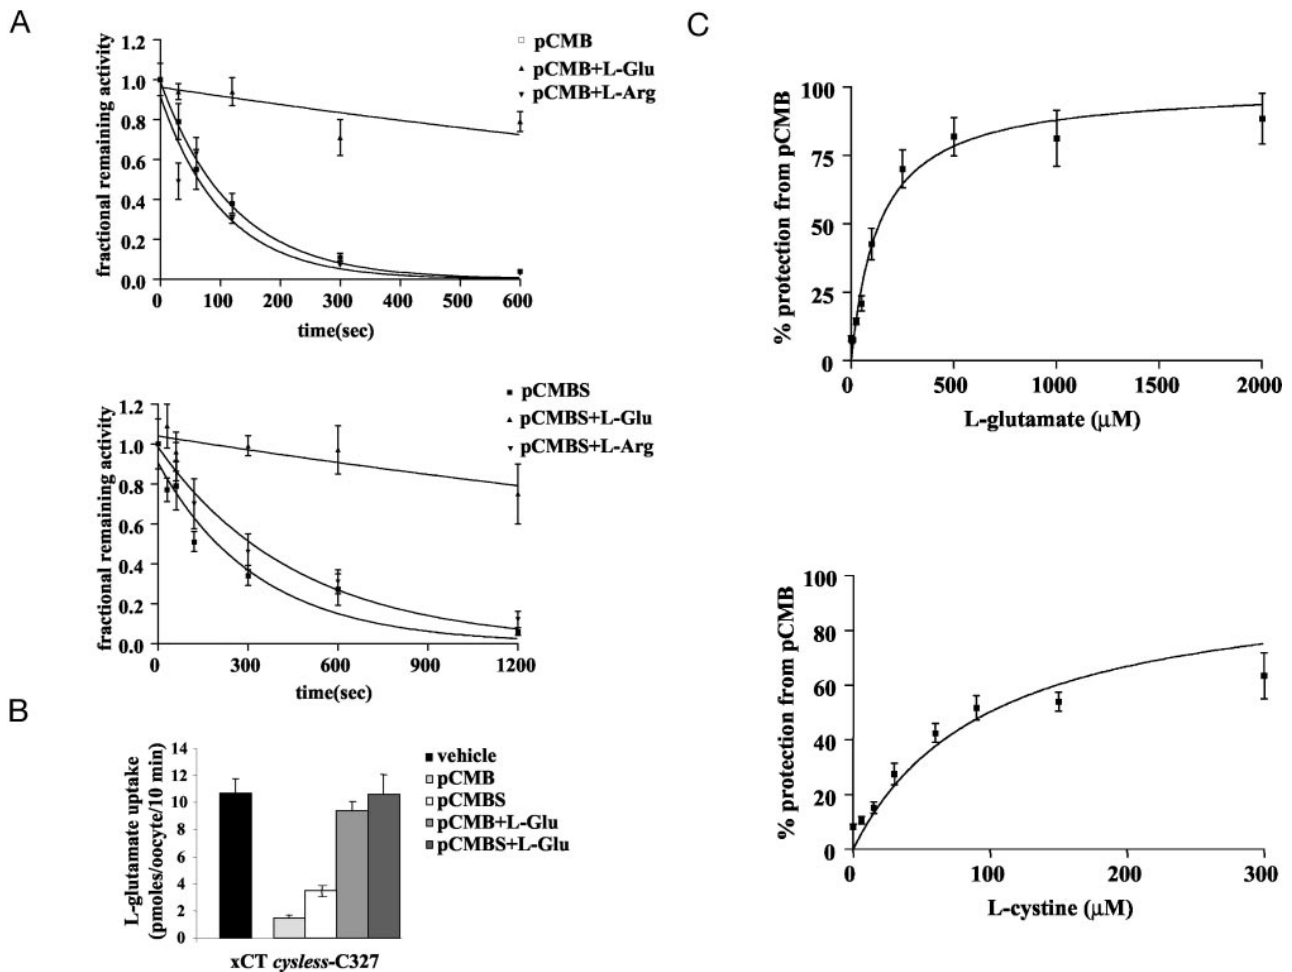 A
fractional remaining activity
1.2
1.0
0.8
0.6
0.4
0.2
0.0
0 100 200 300 400 500 600
time(sec)
pCMB
pCMB+L-Glu
pCMB+L-Arg
fractional remaining activity
1.2
1.0
0.8
0.6
0.4
0.2
0.0
0 300 600 900 1200
time(sec)
pCMBS
pCMBS+L-Glu
pCMBS+L-Arg
B
L-glutamate uptake
(pmoles/oocyte/10 min)
14
12
10
8
6
4
2
0
xCT cysless-C327
vehicle
pCMB
pCMBS
pCMB+L-Glu
pCMBS+L-Glu
C
% protection from pCMB
100
75
50
25
0
0 500 1000 1500 2000
L-glutamate (μM)
% protection from pCMB
100
80
60
40
20
0
0 100 200 300
L-cystine (μM)